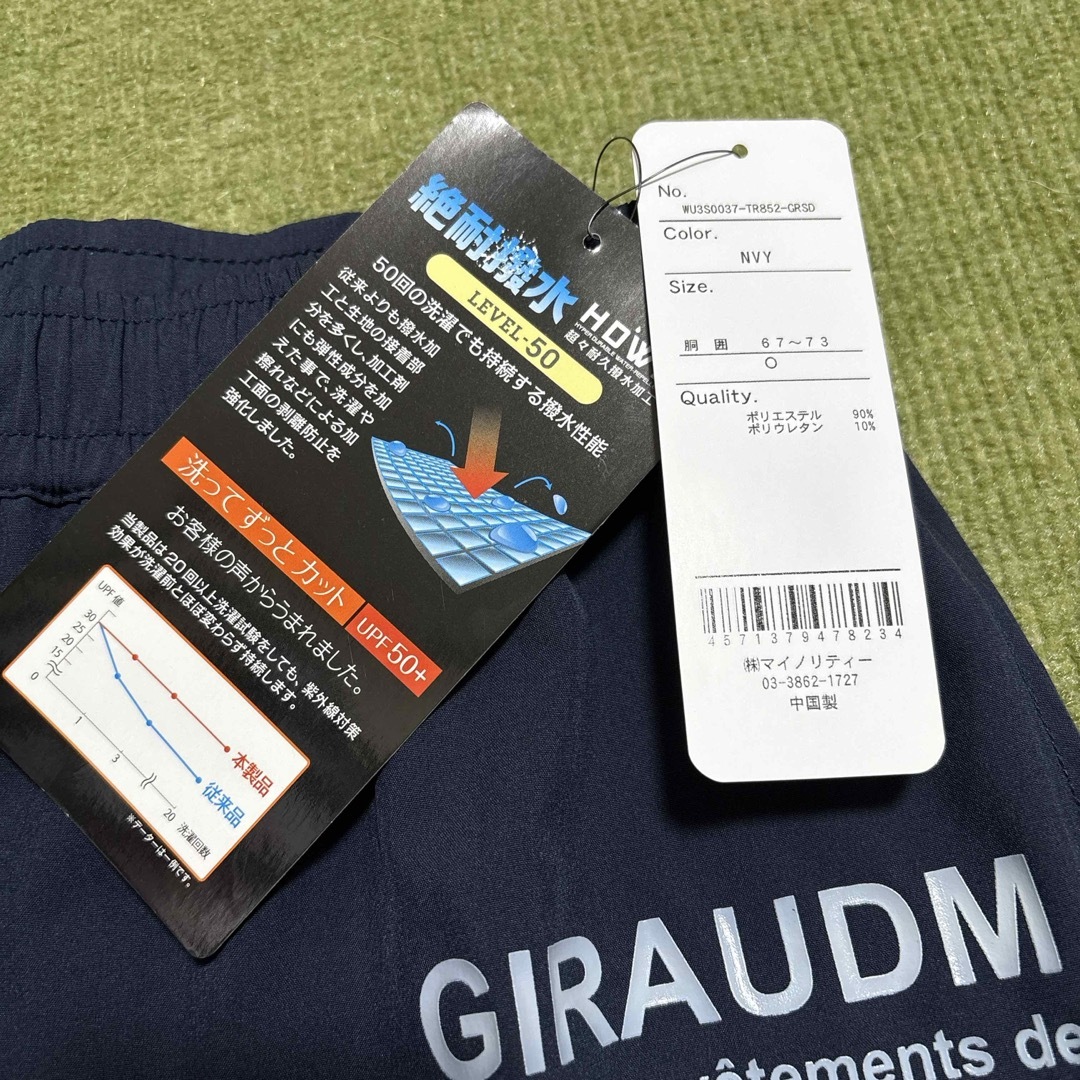 絶耐撥水
LEVEL-50
HDW
HYPER DURABLE WATER-REPEL
超々耐久撥水加工
50回の洗濯でも持続する撥水性能
従来よりも撥水加
工と生地の接着部
分を多くし、加工剤
にも弾性成分を加
えた事で、洗濯や
擦れなどによる加
工面の剥離防止を
強化しました。
洗ってずっとカット
UPF50+
お客様の声からうまれました。
当製品は20回以上洗濯試験をしても、紫外線対策
効果が洗濯前とほぼ変わらず持続します。
UPF値
30
25
20
15
0
1
3
20
洗濯回数
本製品
従来品
※データーは一例です。
No.
WU3S0037-TR852-GRSD
Color.
NVY
Size.
胴囲 67〜73
○
Quality.
ポリエステル 90%
ポリウレタン 10%
4571379478234
㈱マイノリティー
03-3862-1727
中国製
GIRAUDM
vêtements de